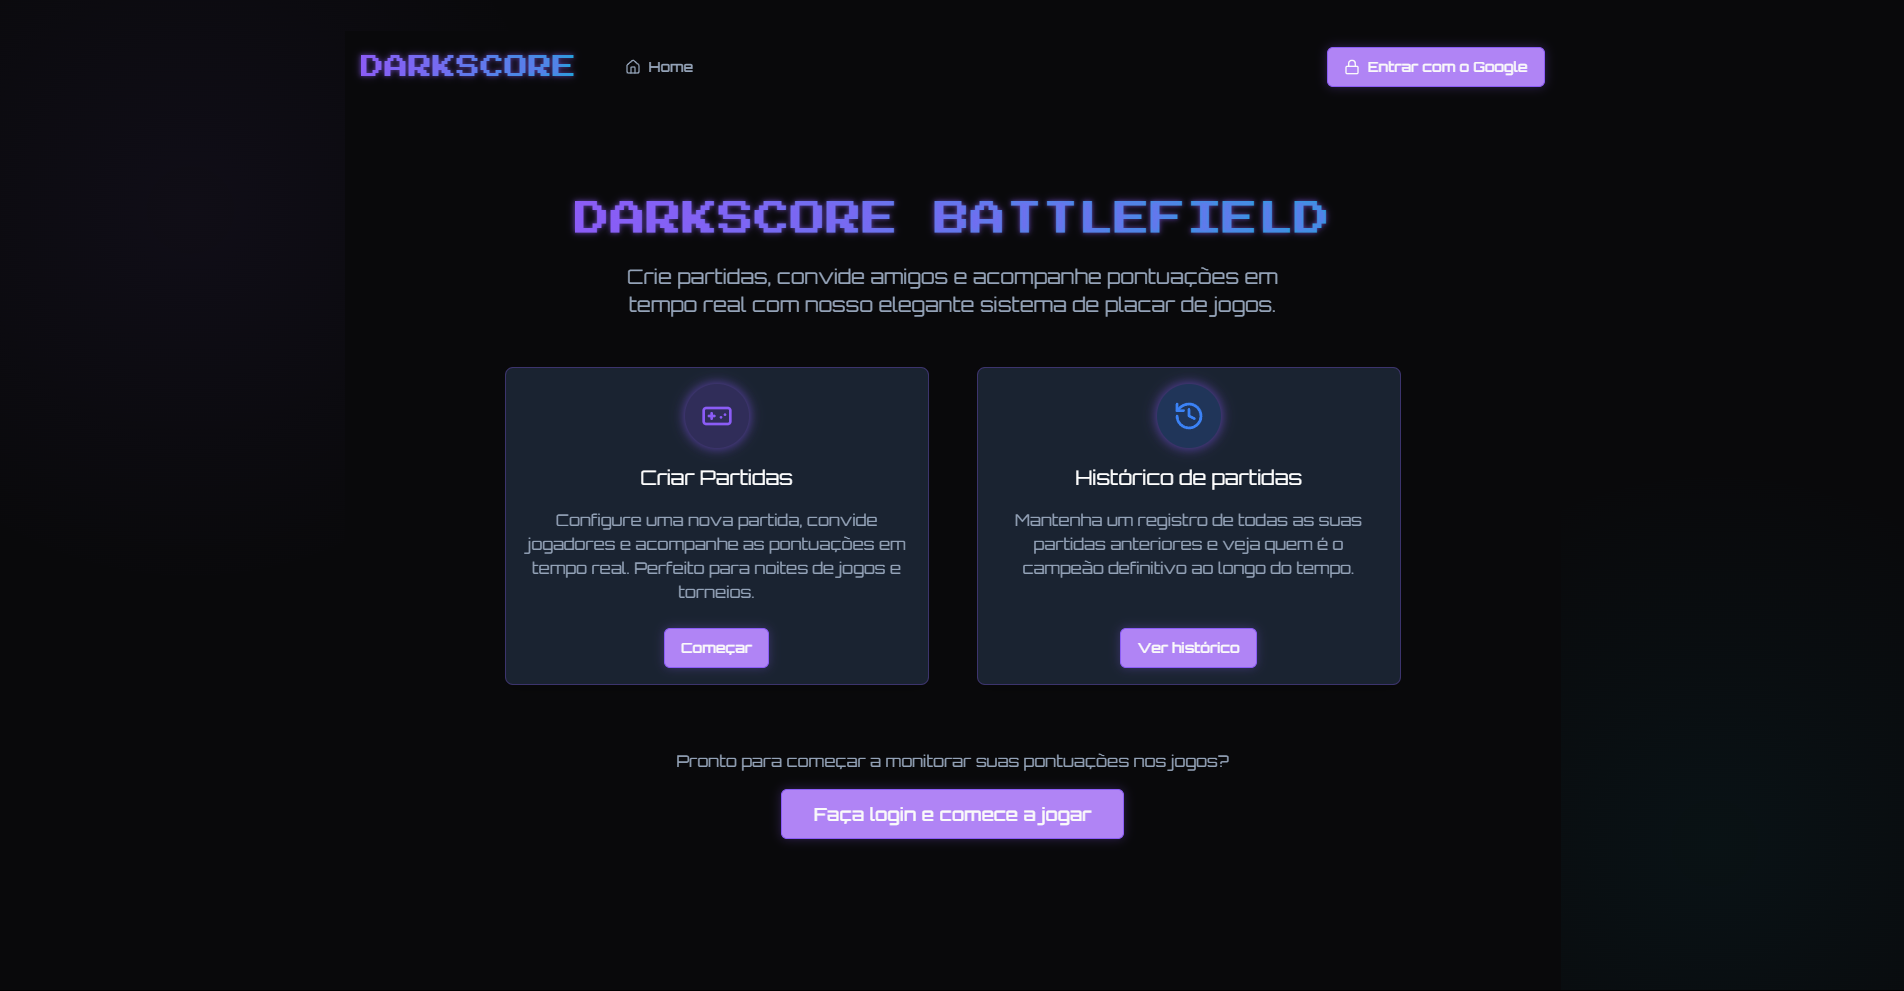 DARKSCORE
Home
Entrar com o Google
DARKSCORE BATTLEFIELD
Crie partidas, convide amigos e acompanhe pontuações em
tempo real com nosso elegante sistema de placar de jogos.
Criar Partidas
Configure uma nova partida, convide
jogadores e acompanhe as pontuações em
tempo real. Perfeito para noites de jogos e
torneios.
Começar
Histórico de partidas
Mantenha um registro de todas as suas
partidas anteriores e veja quem é o
campeão definitivo ao longo do tempo.
Ver histórico
Pronto para começar a monitorar suas pontuações nos jogos?
Faça login e comece a jogar